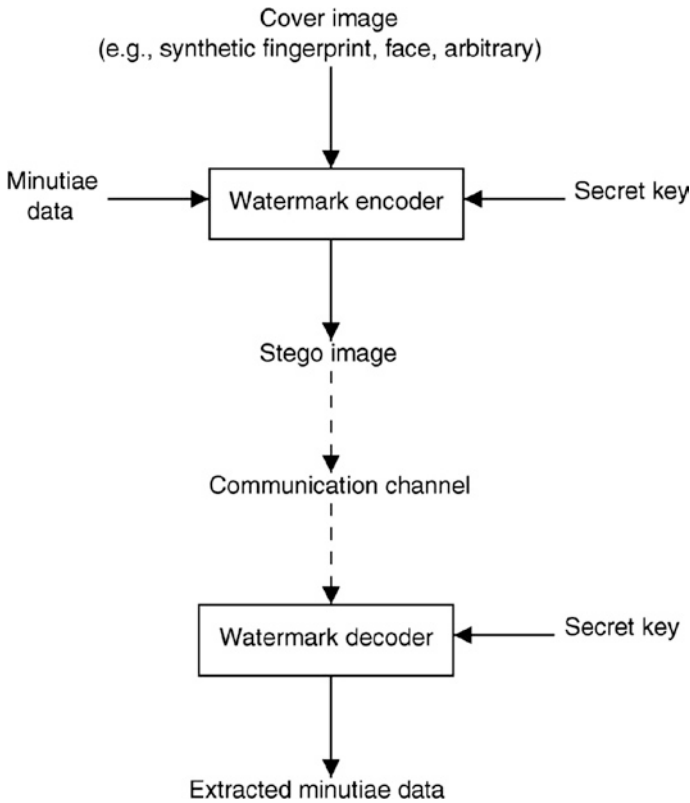 Cover image
(e.g., synthetic fingerprint, face, arbitrary)
Minutiae
data
Watermark encoder
Secret key
Stego image
Communication channel
Watermark decoder
Secret key
Extracted minutiae data